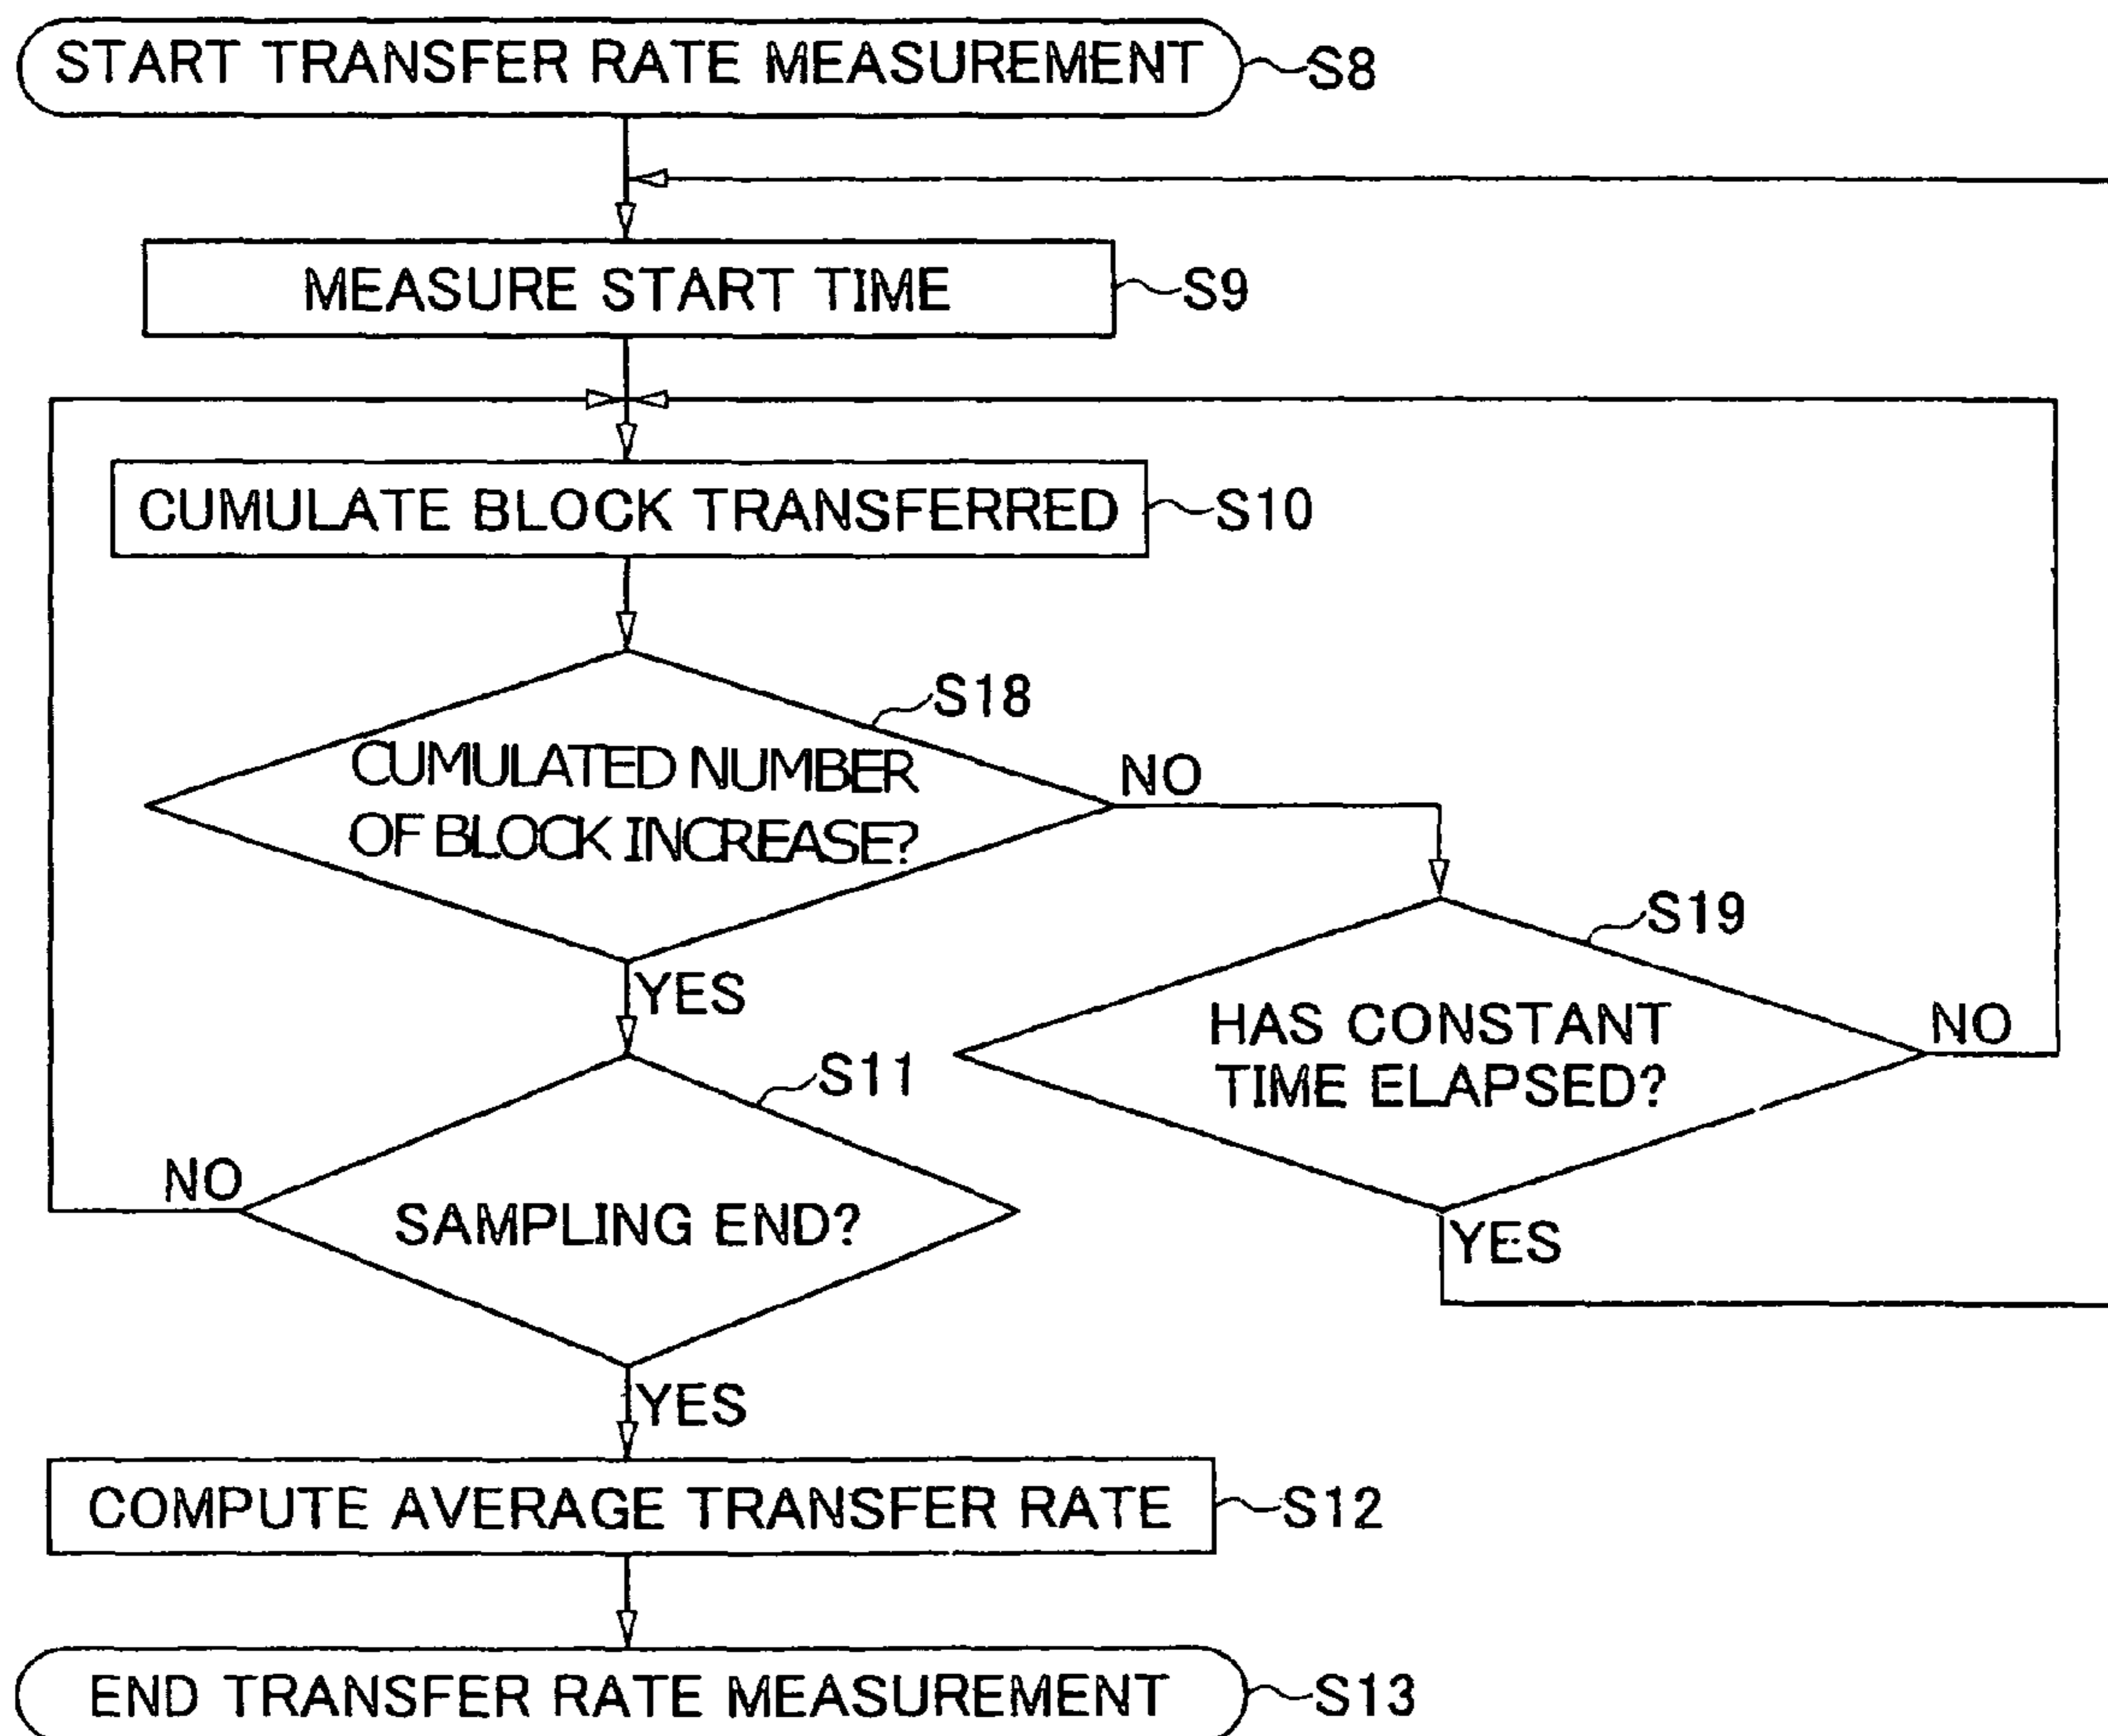 START TRANSFER RATE MEASUREMENT
S8
MEASURE START TIME
S9
CUMULATE BLOCK TRANSFERRED
S10
S18
CUMULATED NUMBER
OF BLOCK INCREASE?
NO
YES
S19
HAS CONSTANT
TIME ELAPSED?
NO
YES
S11
SAMPLING END?
NO
YES
COMPUTE AVERAGE TRANSFER RATE
S12
END TRANSFER RATE MEASUREMENT
S13